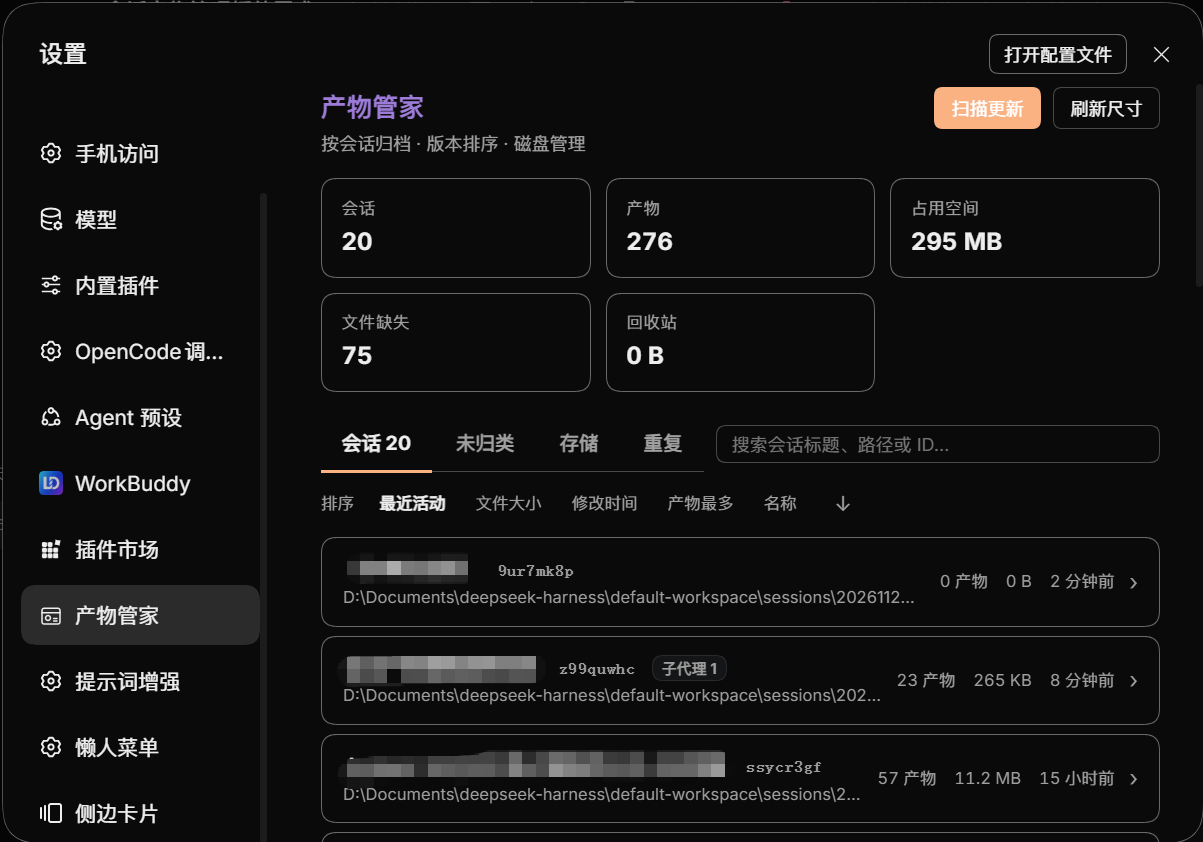 设置
打开配置文件
手机访问
模型
内置插件
OpenCode 调...
Agent 预设
WorkBuddy
插件市场
产物管家
提示词增强
懒人菜单
侧边卡片
产物管家
扫描更新
刷新尺寸
按会话归档 · 版本排序 · 磁盘管理
会话
20
产物
276
占用空间
295 MB
文件缺失
75
回收站
0 B
会话 20
未归类
存储
重复
搜索会话标题、路径或 ID...
排序 最近活动 文件大小 修改时间 产物最多 名称 ↓
9ur7mk8p
D:\Documents\deepseek-harness\default-workspace\sessions\2026112...
0 产物 0 B 2 分钟前
z99quwhc 子代理 1
D:\Documents\deepseek-harness\default-workspace\sessions\202...
23 产物 265 KB 8 分钟前
ssycr3gf
D:\Documents\deepseek-harness\default-workspace\sessions\2...
57 产物 11.2 MB 15 小时前